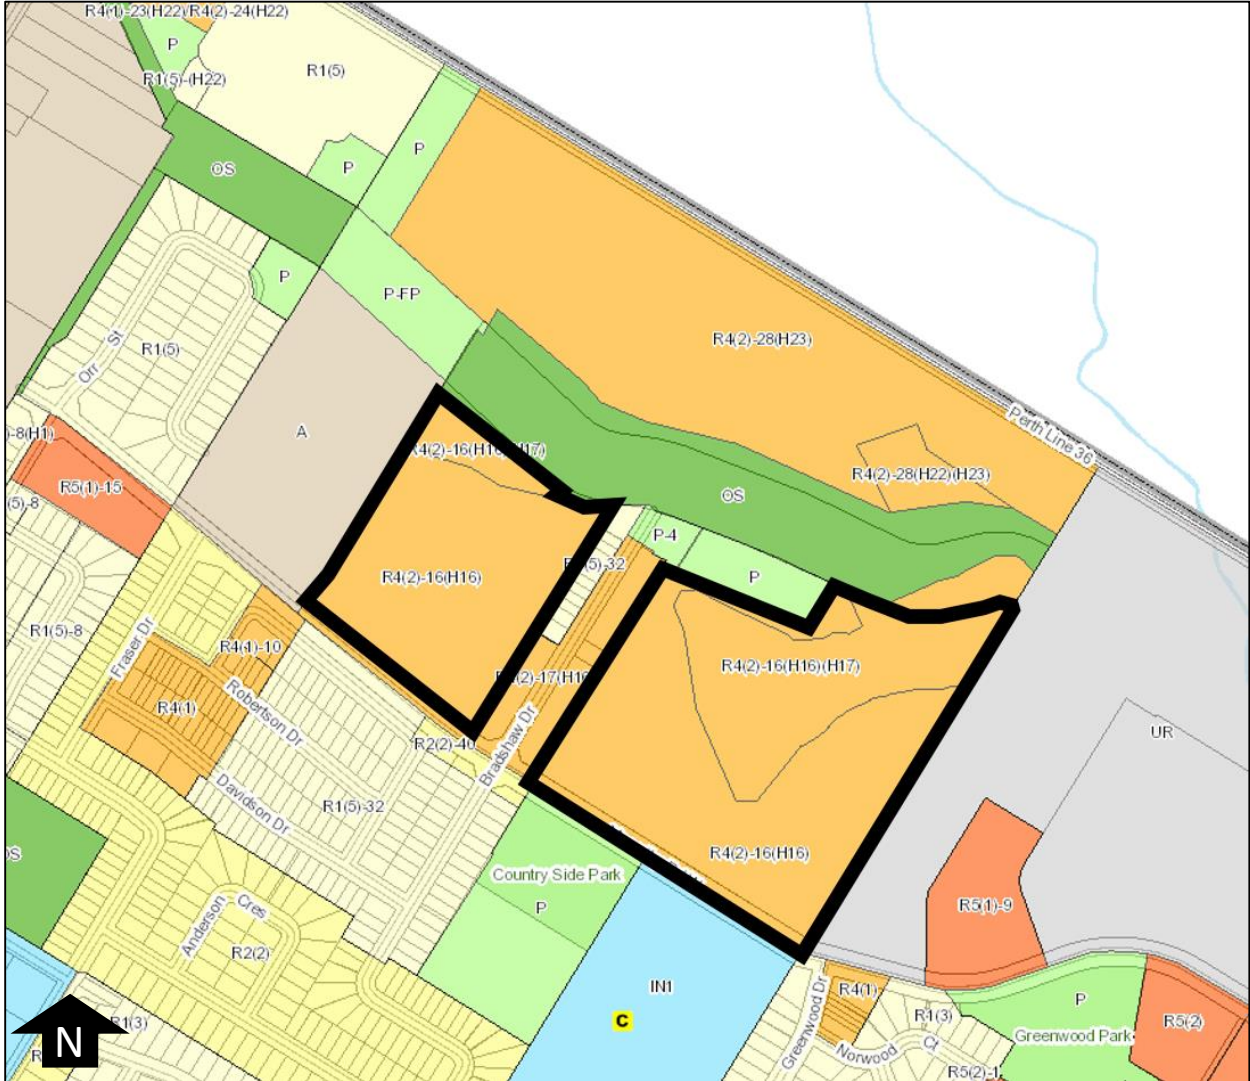 R4(1)-23(H22)
R4(2)-24(H22)
P
R1(5)-(H22)
R1(5)
P
P
OS
P
P-FP
Orr St
R1(5)
R4(2)-28(H23)
Perth Line 36
A
)-8(H1)
R5(1)-15
(5)-8
R4(2)-16(H16)(H17)
R4(2)-28(H22)(H23)
OS
P-4
P
R4(2)-16(H16)
R1(5)-8
Fraser Dr
R4(1)-10
R4(1)
Robertson Dr
R4(2)-16(H16)(H17)
UR
R2(2)-40
Bradshaw Dr
Davidson Dr
R1(5)-32
R4(2)-16(H16)
Country Side Park
P
R5(1)-9
Anderson Cres
R2(2)
IN1
C
Greenwood Dr
R4(1)
R1(3)
Norwood Ct
P
Greenwood Park
R5(2)
R5(2)-1
R1(3)
N